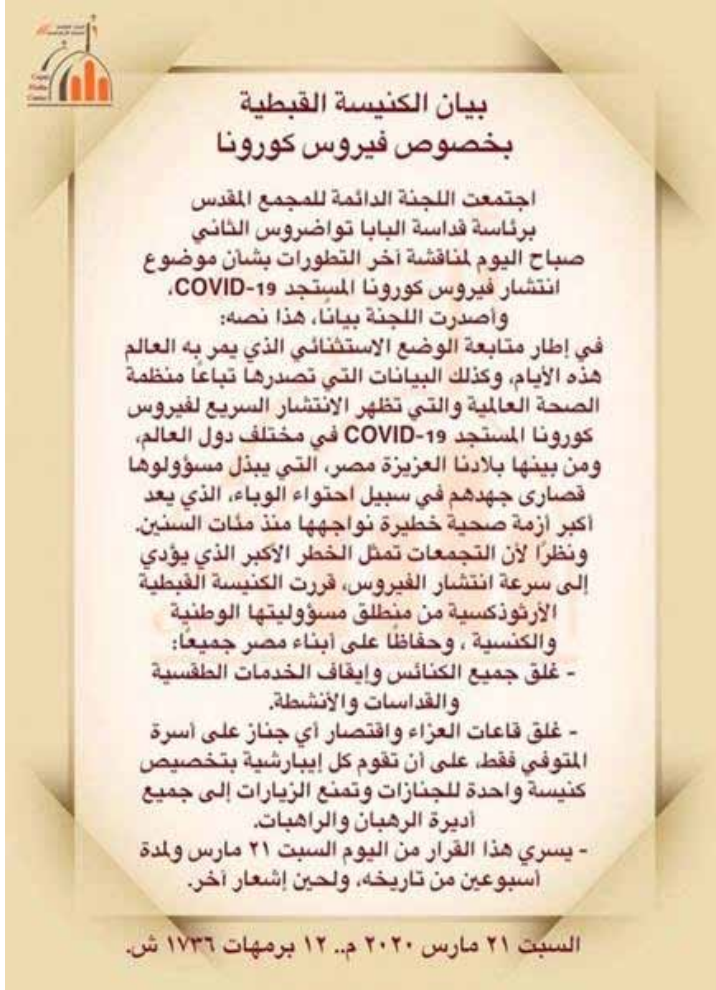 Coptic
Media
Center
بيان الكنيسة القبطية
بخصوص فيروس كورونا
اجتمعت اللجنة الدائمة للمجمع المقدس
برئاسة قداسة البابا تواضروس الثاني
صباح اليوم لمناقشة آخر التطورات بشأن موضوع
انتشار فيروس كورونا المستجد COVID-19،
وأصدرت اللجنة بيانًا، هذا نصه:
في إطار متابعة الوضع الاستثنائي الذي يمر به العالم
هذه الأيام، وكذلك البيانات التي تصدرها تباعًا منظمة
الصحة العالمية والتي تظهر الانتشار السريع لفيروس
كورونا المستجد COVID-19 في مختلف دول العالم،
ومن بينها بلادنا العزيزة مصر، التي يبذل مسؤولوها
قصارى جهدهم في سبيل احتواء الوباء، الذي يعد
أكبر أزمة صحية خطيرة نواجهها منذ مئات السنين.
ونظرًا لأن التجمعات تمثل الخطر الأكبر الذي يؤدي
إلى سرعة انتشار الفيروس، قررت الكنيسة القبطية
الأرثوذكسية من منطلق مسؤوليتها الوطنية
والكنسية ، وحفاظًا على أبناء مصر جميعًا:
- غلق جميع الكنائس وإيقاف الخدمات الطقسية
والقداسات والأنشطة.
- غلق قاعات العزاء واقتصار أي جناز على أسرة
المتوفي فقط، على أن تقوم كل إيبارشية بتخصيص
كنيسة واحدة للجنازات وتمنع الزيارات إلى جميع
أديرة الرهبان والراهبات.
- يسري هذا القرار من اليوم السبت ٢١ مارس ولمدة
أسبوعين من تاريخه، ولحين إشعار آخر.
السبت ٢١ مارس ٢٠٢٠ م.. ١٢ برمهات ١٧٣٦ ش.